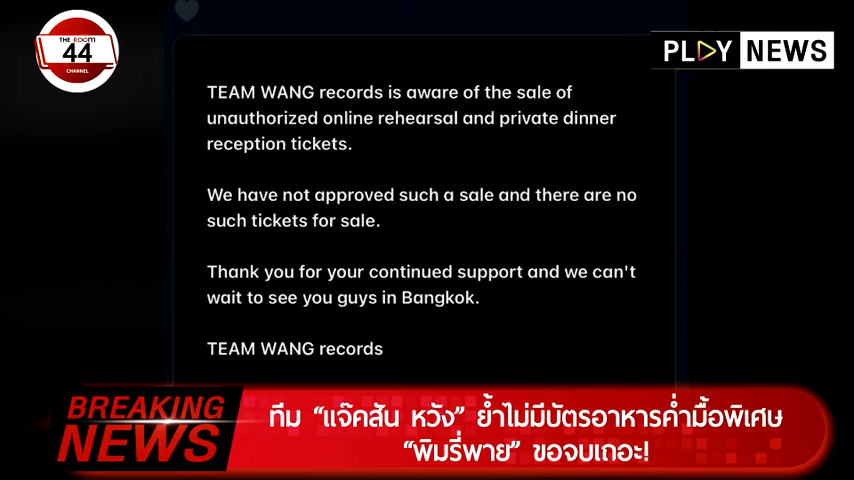 THE ROOM
44
CHANNEL
PLAY NEWS
TEAM WANG records is aware of the sale of
unauthorized online rehearsal and private dinner
reception tickets.
We have not approved such a sale and there are no
such tickets for sale.
Thank you for your continued support and we can't
wait to see you guys in Bangkok.
TEAM WANG records
BREAKING
NEWS
ทีม “แจ๊คสัน หวัง” ย้ำไม่มีบัตรอาหารค่ำมื้อพิเศษ
“พิมรี่พาย” ขอจบเถอะ!